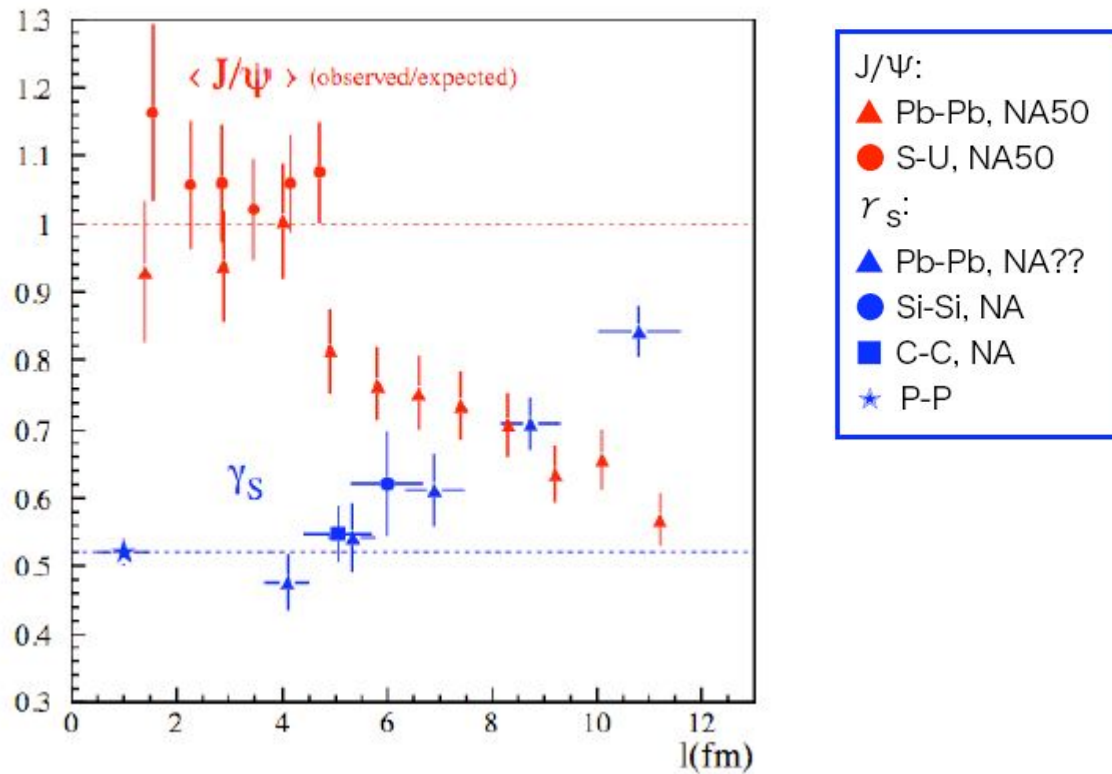 1.3
1.2
1.1
1
0.9
0.8
0.7
0.6
0.5
0.4
0.3
0 2 4 6 8 10 12
l(fm)
< J/ψ > (observed/expected)
γS
J/Ψ:
Pb-Pb, NA50
S-U, NA50
γ s:
Pb-Pb, NA??
Si-Si, NA
C-C, NA
P-P